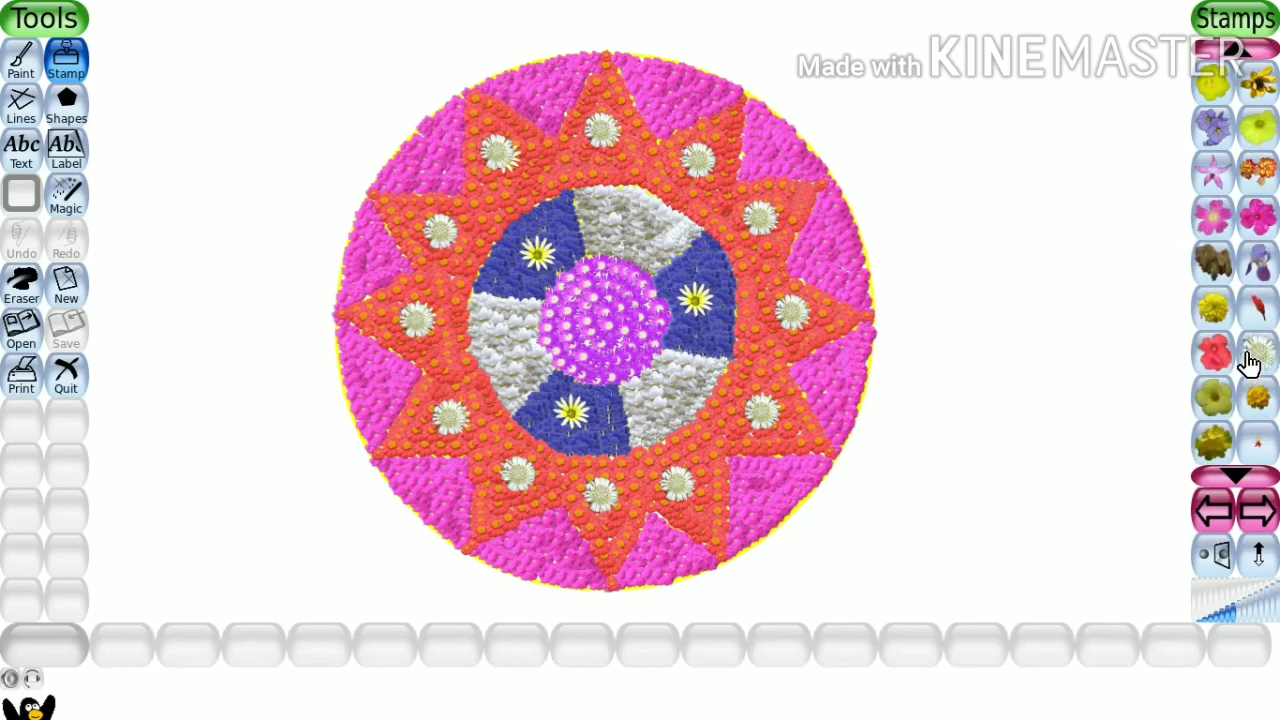 Tools
Stamps
Made with KINEMASTER
Paint
Stamp
Lines
Shapes
Abc
Abc
Text
Label
Magic
Undo
Redo
Eraser
New
Open
Save
Print
Quit